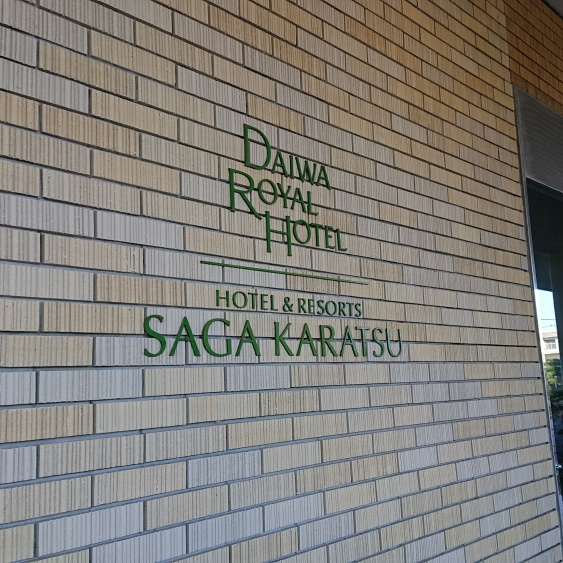 DAIWA
ROYAL
HOTEL
HOTEL & RESORTS
SAGA KARATSU